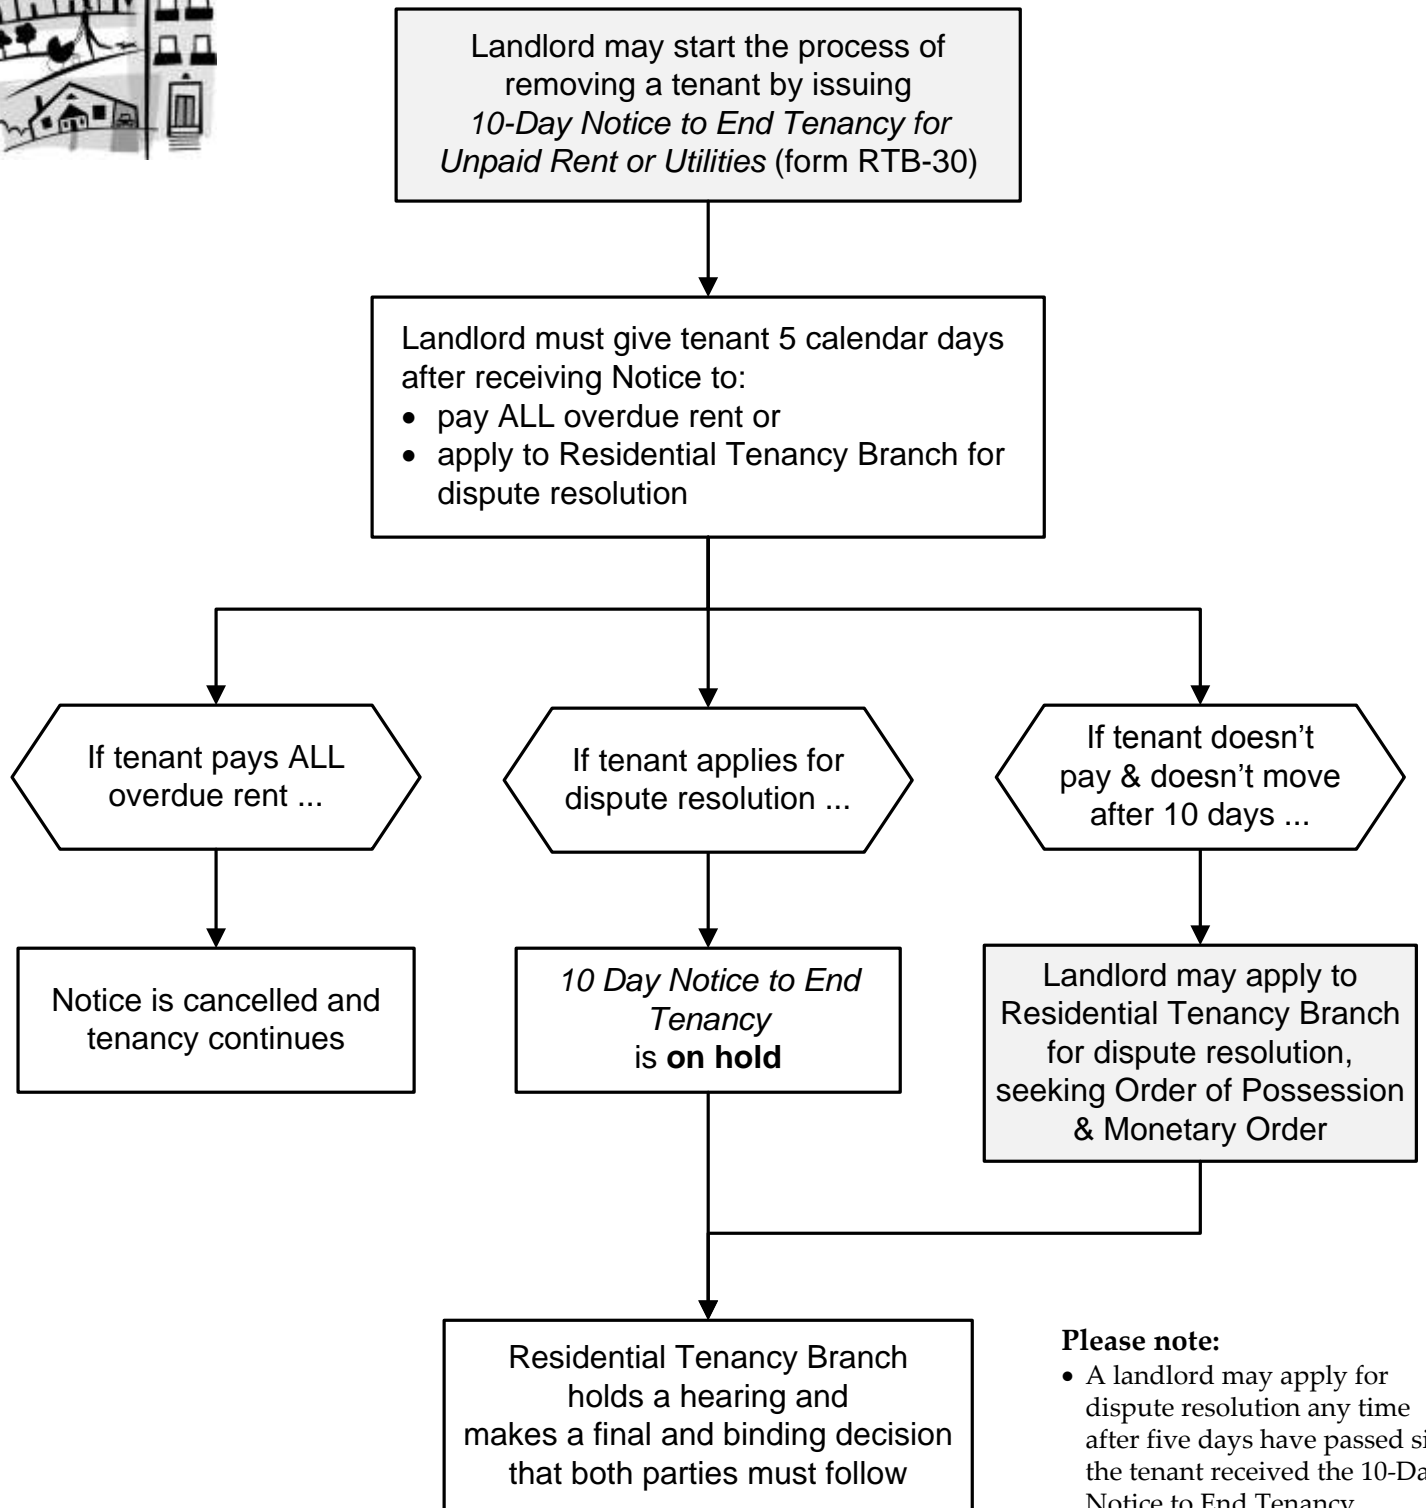 Landlord may start the process of
removing a tenant by issuing
10-Day Notice to End Tenancy for
Unpaid Rent or Utilities (form RTB-30)
Landlord must give tenant 5 calendar days
after receiving Notice to:
• pay ALL overdue rent or
• apply to Residential Tenancy Branch for
dispute resolution
If tenant pays ALL
overdue rent ...
If tenant applies for
dispute resolution ...
If tenant doesn't
pay & doesn't move
after 10 days ...
Notice is cancelled and
tenancy continues
10 Day Notice to End
Tenancy
is on hold
Landlord may apply to
Residential Tenancy Branch
for dispute resolution,
seeking Order of Possession
& Monetary Order
Residential Tenancy Branch
holds a hearing and
makes a final and binding decision
that both parties must follow
Please note:
• A landlord may apply for
dispute resolution any time
after five days have passed
the tenant received the
Notice to End Tenancy